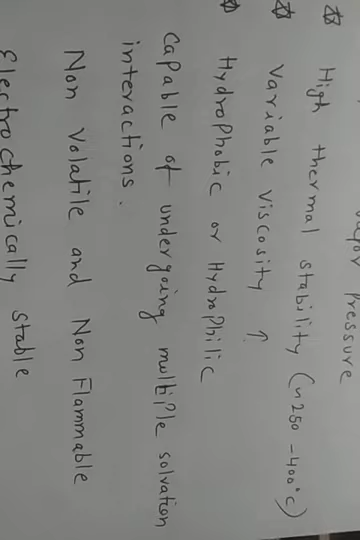 Pressure
High thermal stability (~250 - 400°C)
Variable Viscosity ↑
HydroPhobic or HydroPhilic
Capable of undergoing multiple solvation
interactions.
Non Volatile and Non Flammable
Electrochemically Stable